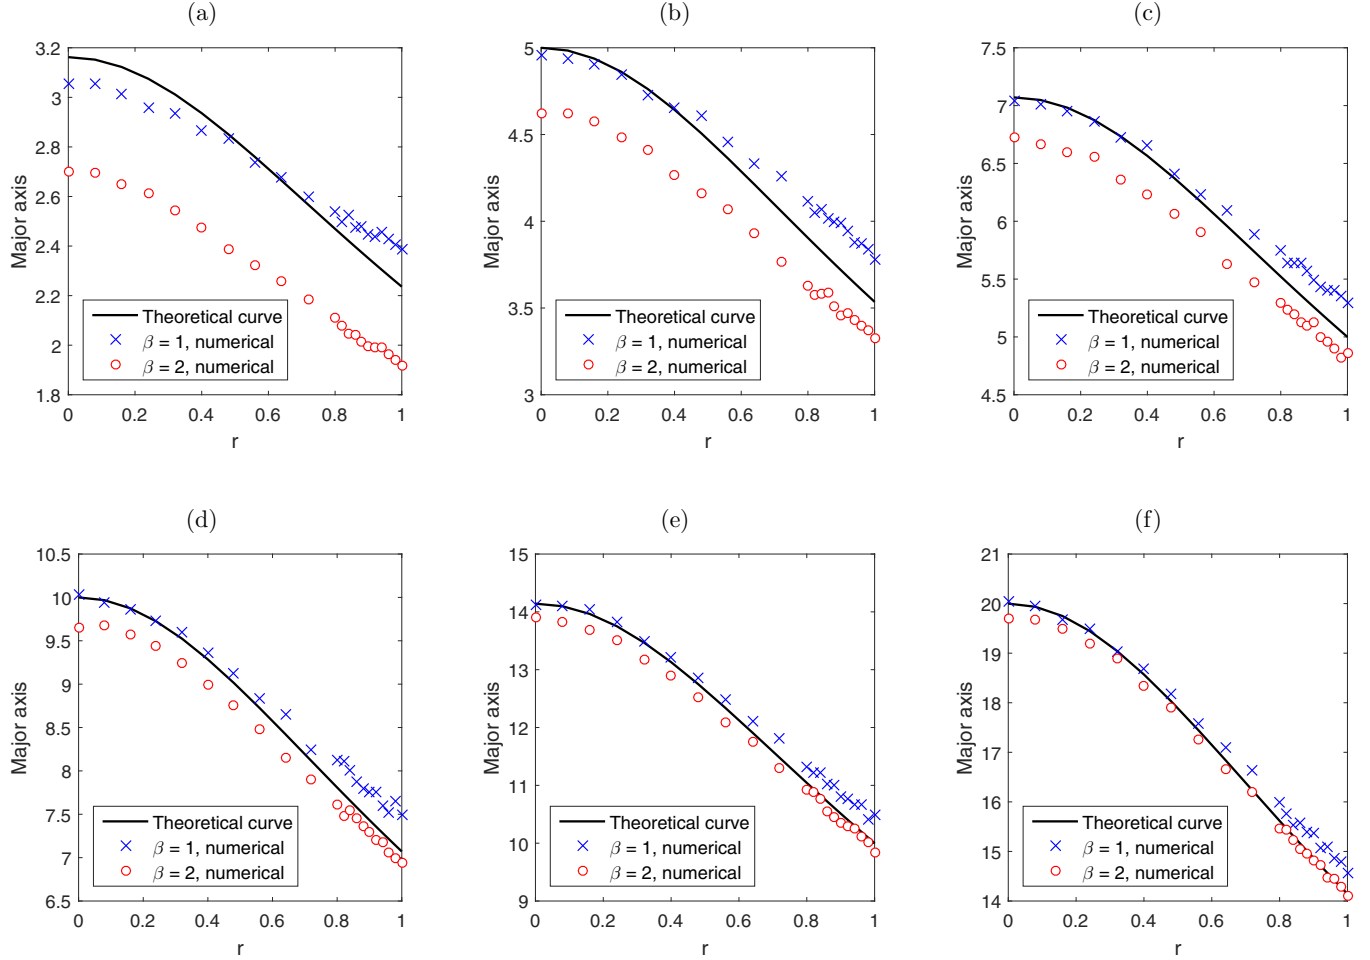 (a)
3.2
3
2.8
2.6
2.4
2.2
2
1.8
Major axis
Theoretical curve
β = 1, numerical
β = 2, numerical
0 0.2 0.4 0.6 0.8 1
r
(b)
5
4.5
4
3.5
3
Major axis
Theoretical curve
β = 1, numerical
β = 2, numerical
0 0.2 0.4 0.6 0.8 1
r
(c)
7.5
7
6.5
6
5.5
5
4.5
Major axis
Theoretical curve
β = 1, numerical
β = 2, numerical
0 0.2 0.4 0.6 0.8 1
r
(d)
10.5
10
9.5
9
8.5
8
7.5
7
6.5
Major axis
Theoretical curve
β = 1, numerical
β = 2, numerical
0 0.2 0.4 0.6 0.8 1
r
(e)
15
14
13
12
11
10
9
Major axis
Theoretical curve
β = 1, numerical
β = 2, numerical
0 0.2 0.4 0.6 0.8 1
r
(f)
21
20
19
18
17
16
15
14
Major axis
Theoretical curve
β = 1, numerical
β = 2, numerical
0 0.2 0.4 0.6 0.8 1
r